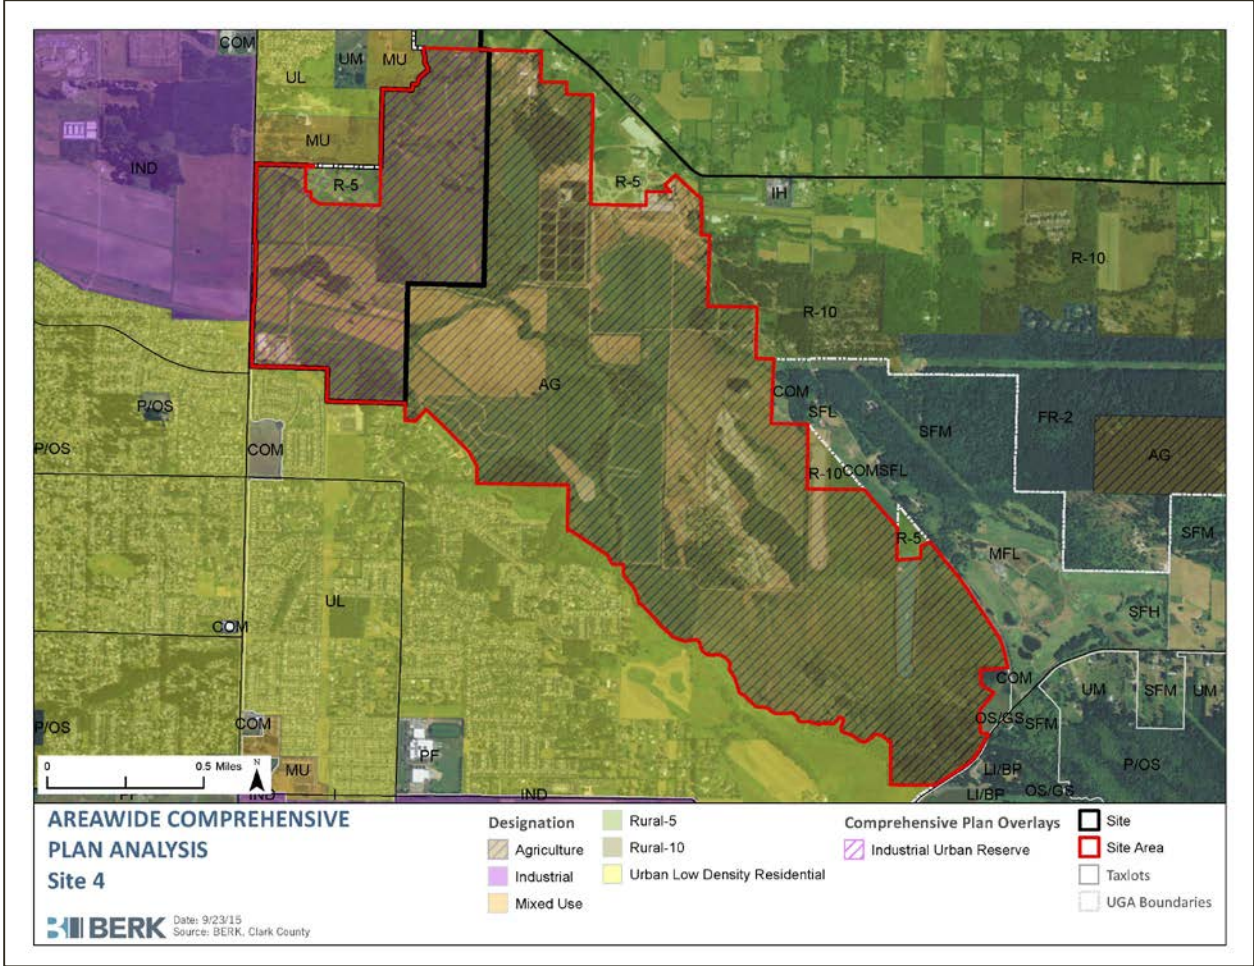 COM
UL
UM
MU
MU
IND
R-5
R-5
IH
R-10
R-10
AG
COM
SFL
SFM
FR-2
AG
P/OS
P/OS
COM
R-10
COMSFL
R-5
SFM
MFL
UL
SFH
COM
COM
UM
SFM
UM
OS/GS
SFM
P/OS
COM
PF
P/OS
LI/BP
LI/BP
OS/GS
MU
IND
IND
0 0.5 Miles
N
AREAWIDE COMPREHENSIVE
PLAN ANALYSIS
Site 4
BERK
Date: 9/23/15
Source: BERK, Clark County
Designation
Agriculture
Industrial
Mixed Use
Rural-5
Rural-10
Urban Low Density Residential
Comprehensive Plan Overlays
Industrial Urban Reserve
Site
Site Area
Taxlots
UGA Boundaries